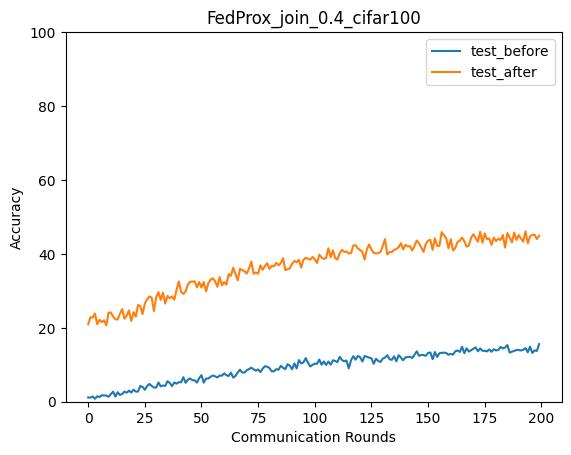 FedProx_join_0.4_cifar100
test_before
test_after
100
80
60
40
20
0
Accuracy
0 25 50 75 100 125 150 175 200
Communication Rounds